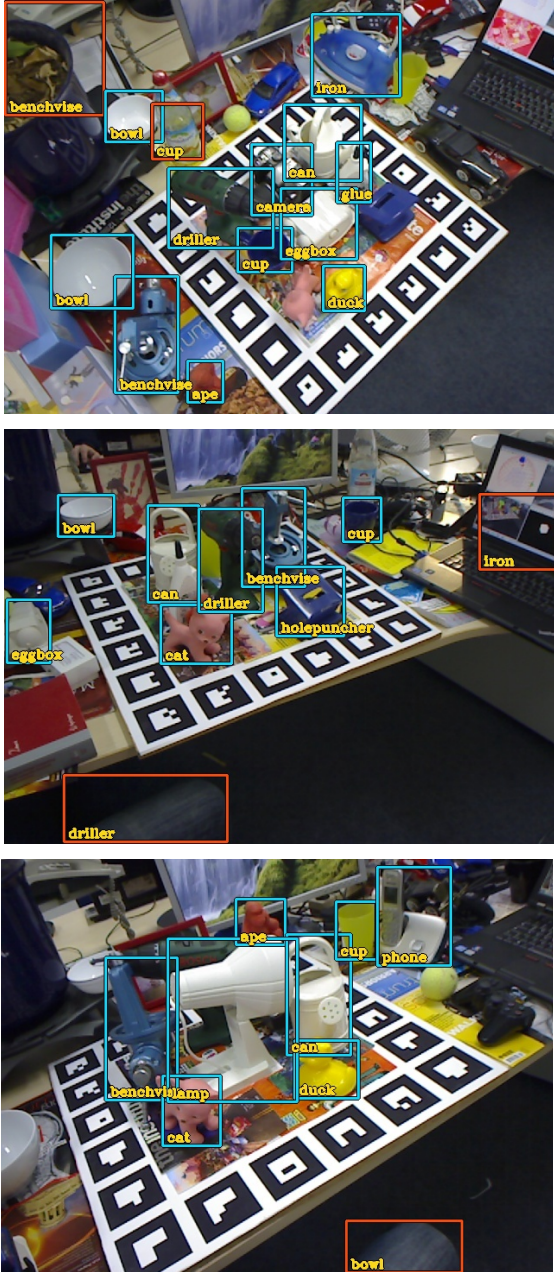 benchvise
iron
bowl
cup
can
glue
camera
driller
cup
eggbox
bowl
duck
benchvise
ape
bowl
cup
iron
benchvise
can
driller
holepuncher
eggbox
cat
driller
ape
cup
phone
can
benchvise
lamp
duck
cat
bowl